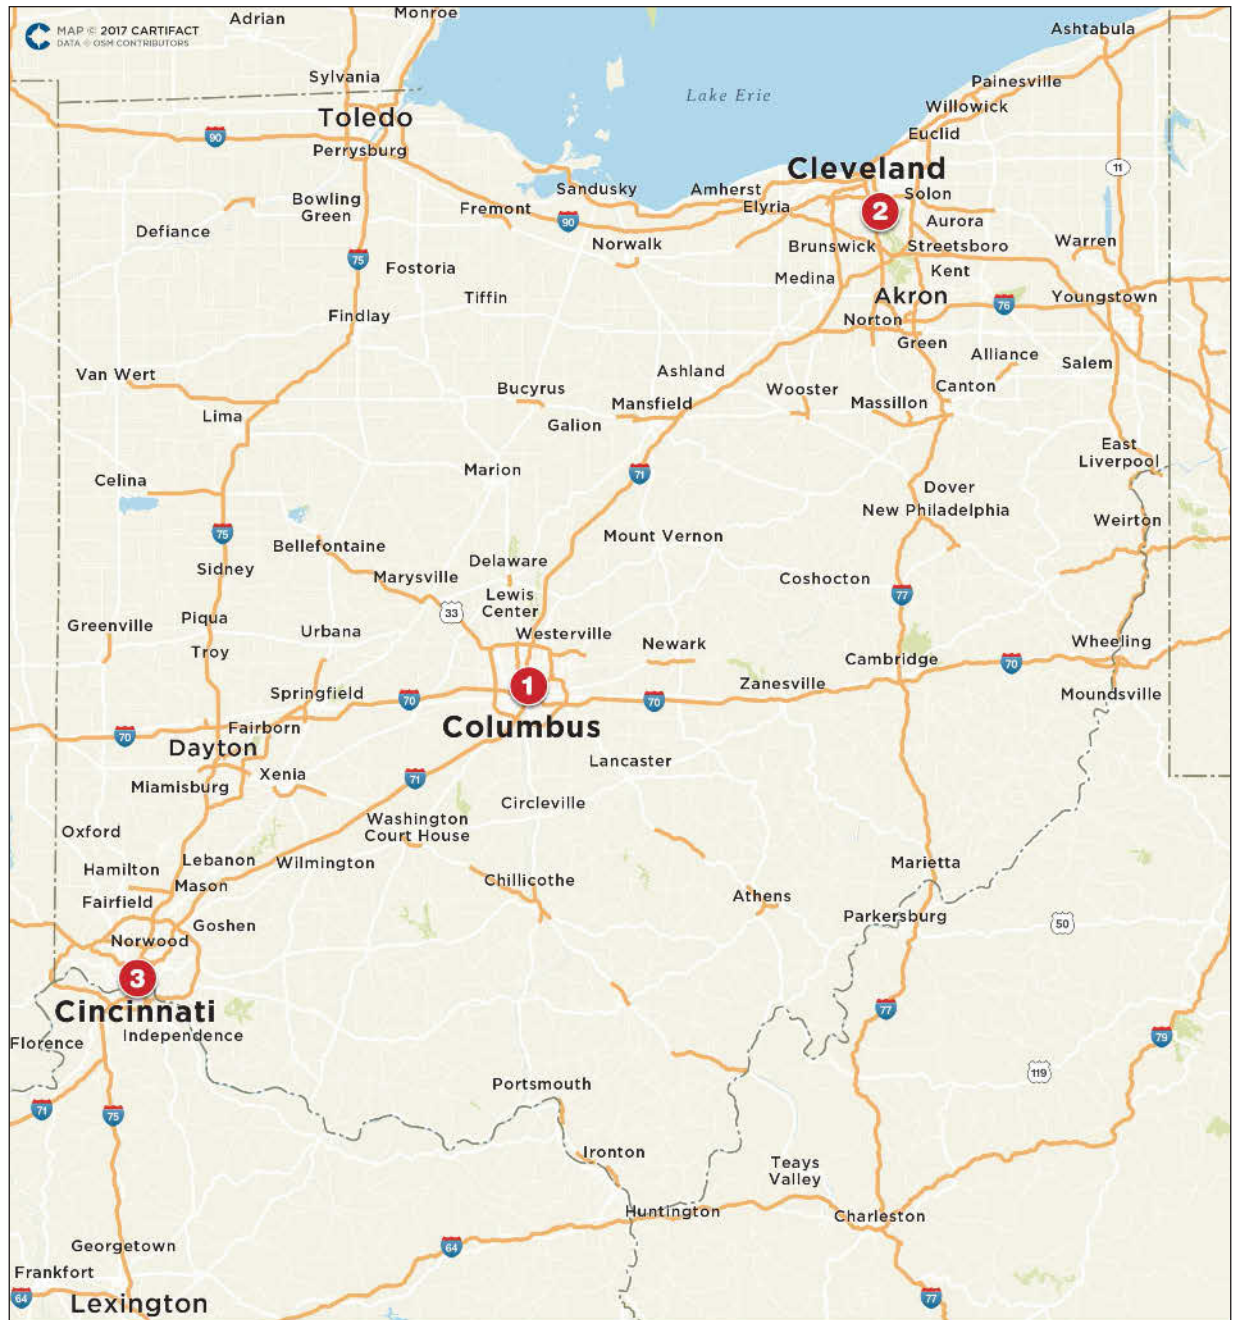 Monroe
Adrian
MAP © 2017 CARTIFACT
DATA © OSM CONTRIBUTORS
Ashtabula
Sylvania
Painesville
Lake Erie
Willowick
Toledo
Euclid
90
Perrysburg
Cleveland
11
Sandusky
Amherst
Solon
Bowling
Green
Fremont
Elyria
2
90
Aurora
Defiance
Norwalk
Brunswick
Streetsboro
Warren
75
Fostoria
Medina
Kent
Tiffin
Akron
76
Youngstown
Findlay
Norton
Green
Alliance
Salem
Van Wert
Ashland
Bucyrus
Wooster
Canton
Lima
Mansfield
Massillon
Galion
East
Liverpool
Marion
71
Celina
Dover
New Philadelphia
Weirton
75
Mount Vernon
Bellefontaine
Delaware
Sidney
Marysville
Coshocton
Lewis
Center
77
33
Piqua
Greenville
Urbana
Westerville
Newark
Wheeling
Troy
Cambridge
70
Springfield
1
Zanesville
Moundsville
70
70
Fairborn
Columbus
70
Dayton
Lancaster
Xenia
71
Miamisburg
Circleville
Washington
Court House
Oxford
Lebanon
Wilmington
Marietta
Hamilton
Mason
Chillicothe
Fairfield
Athens
Parkersburg
Goshen
50
Norwood
3
Cincinnati
77
Independence
79
Florence
119
Portsmouth
71
75
Ironton
Teays
Valley
Huntington
Charleston
Georgetown
64
Frankfort
64
Lexington
77